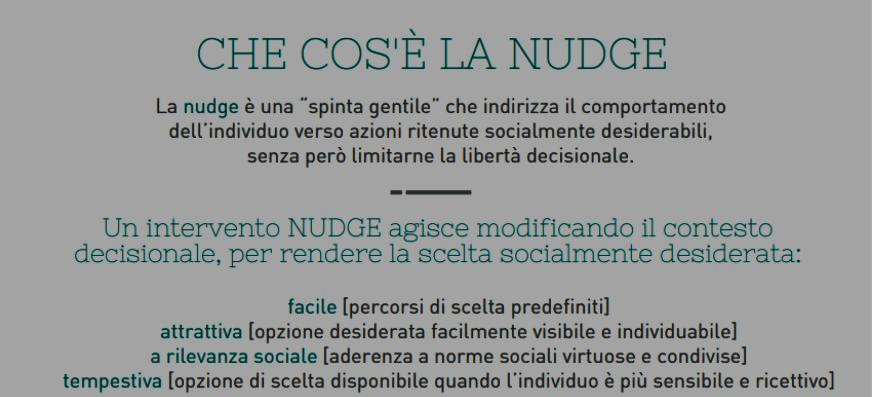 CHE COS'È LA NUDGE
La nudge è una "spinta gentile" che indirizza il comportamento
dell'individuo verso azioni ritenute socialmente desiderabili,
senza però limitarne la libertà decisionale.
Un intervento NUDGE agisce modificando il contesto
decisionale, per rendere la scelta socialmente desiderata:
facile [percorsi di scelta predefiniti]
attrattiva [opzione desiderata facilmente visibile e individuabile]
a rilevanza sociale [aderenza a norme sociali virtuose e condivise]
tempestiva [opzione di scelta disponibile quando l'individuo è più sensibile e ricettivo]